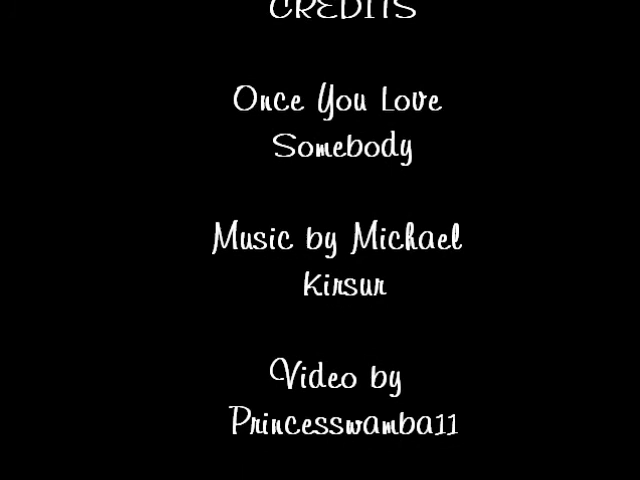 CREDITS
Once You Love
Somebody
Music by Michael
Kirsur
Video by
Princesswamba11